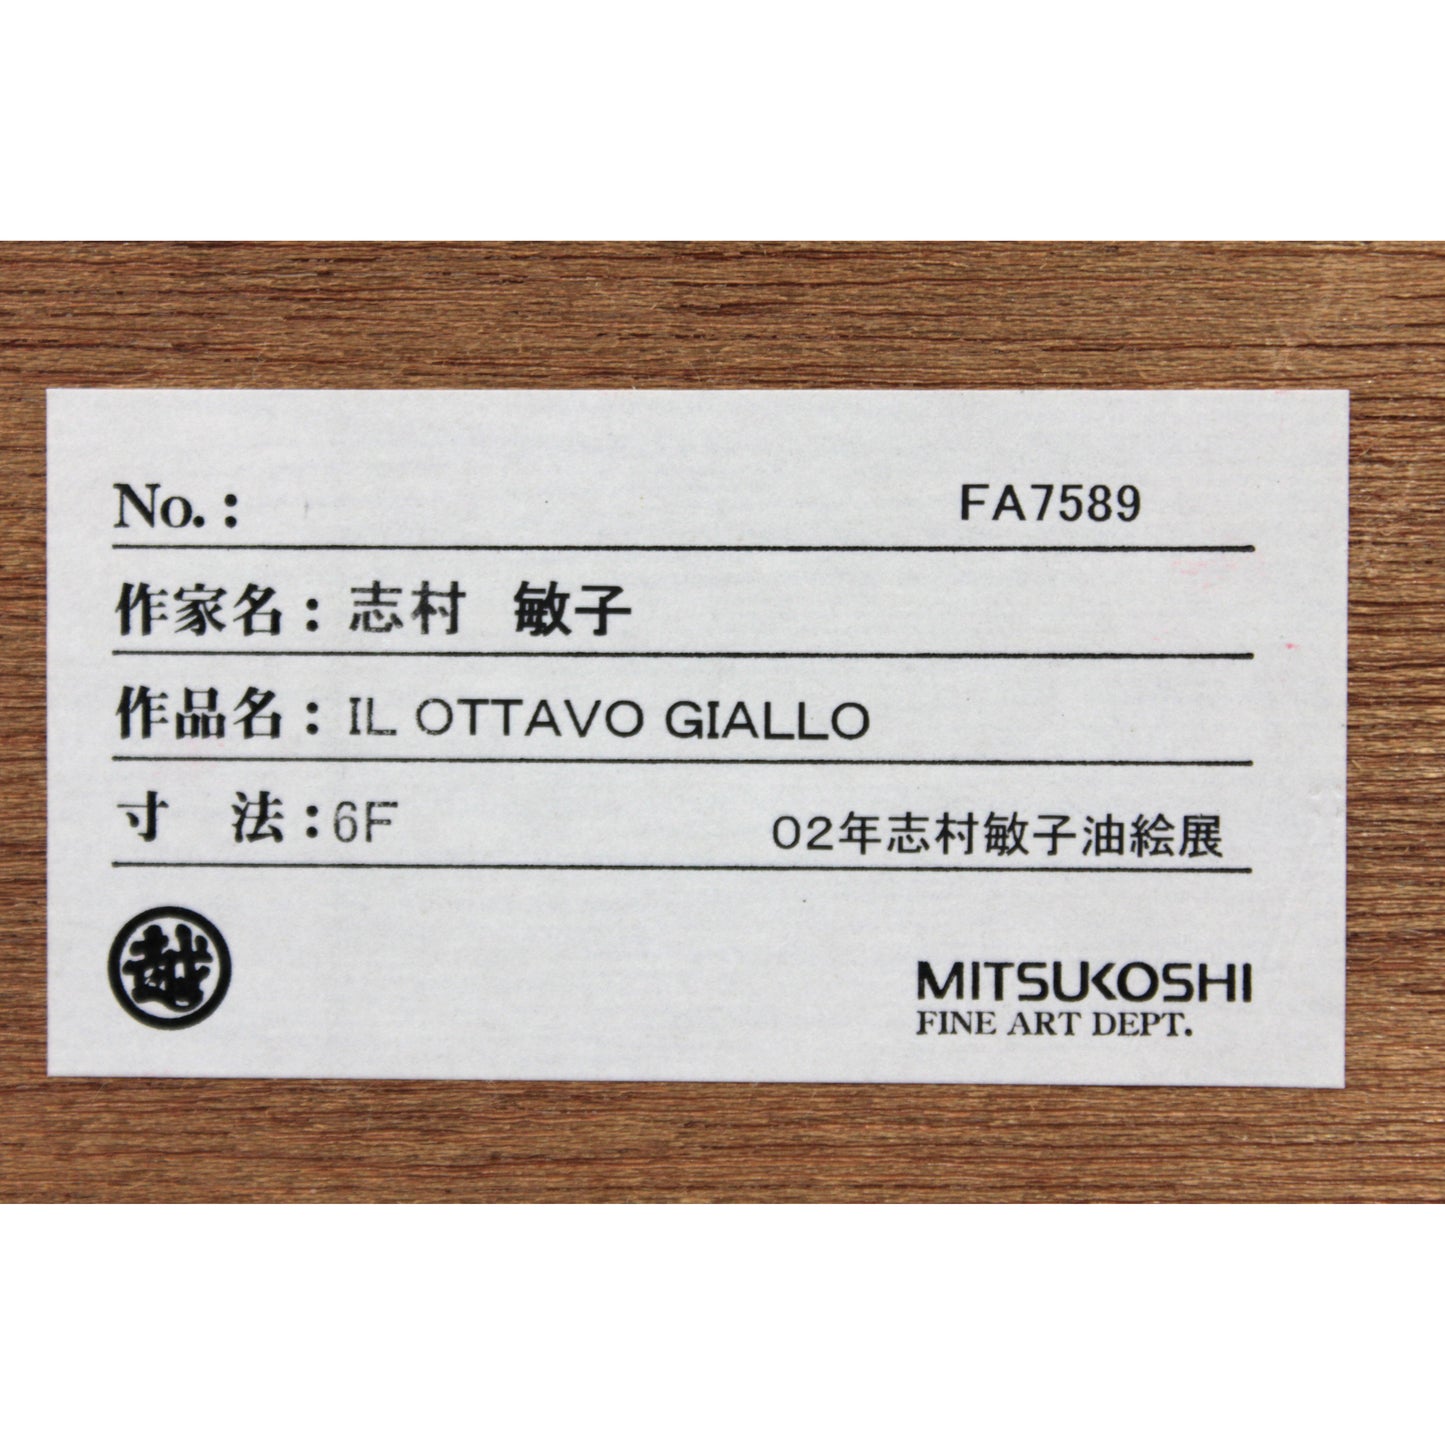 No.: FA7589
作家名：志村 敏子
作品名：IL OTTAVO GIALLO
寸 法：6F 02年志村敏子油絵展
越 MITSUKOSHI
FINE ART DEPT.